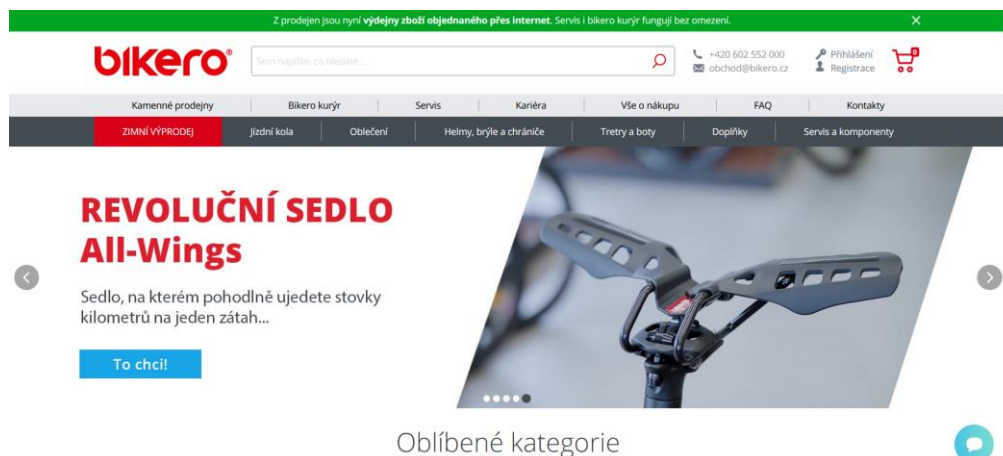 Z prodejen jsou nyní výdejny zboží objednaného přes internet. Servis i bikero kurýr fungují bez omezení.
bikero®
Sem napište, co hledáte...
+420 602 552 000
obchod@bikero.cz
Přihlášení
Registrace
0
Kamenné prodejny
Bikero kurýr
Servis
Kariéra
Vše o nákupu
FAQ
Kontakty
ZIMNÍ VÝPRODEJ
Jízdní kola
Oblečení
Helmy, brýle a chrániče
Tretry a boty
Doplňky
Servis a komponenty
REVOLUČNÍ SEDLO
All-Wings
Sedlo, na kterém pohodlně ujedete stovky
kilometrů na jeden zátah...
To chci!
Oblíbené kategorie